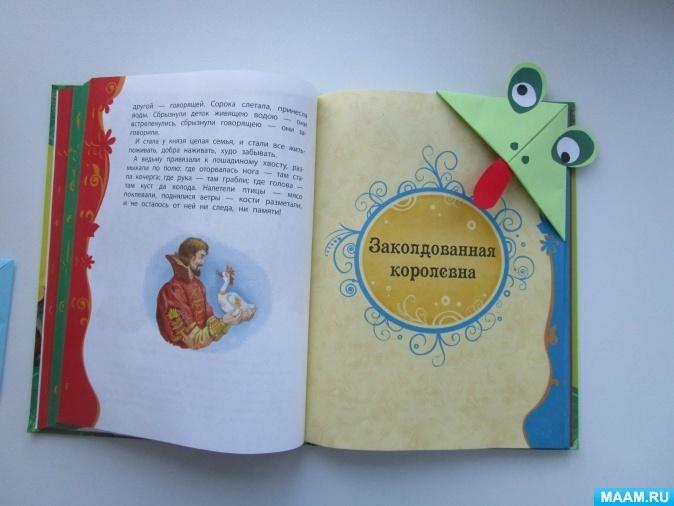 другой — говорящей. Сорока слетала, принесла
воды. Сбрызнули деток живящею водою — они
встрепенулись, сбрызнули говорящею — они за-
говорили.
И стала у князя целая семья, и стали все жить-
поживать, добра наживать, худо забывать.
А ведьму привязали к лошадиному хвосту, раз-
мыкали по полю: где оторвалась нога — там ста-
ла кочерга; где рука — там грабли; где голова —
там куст да колода. Налетели птицы — мясо
поклевали, поднялися ветры — кости разметали,
и не осталось от ней ни следа, ни памяти!
Заколдованная
королевна
MAAM.RU